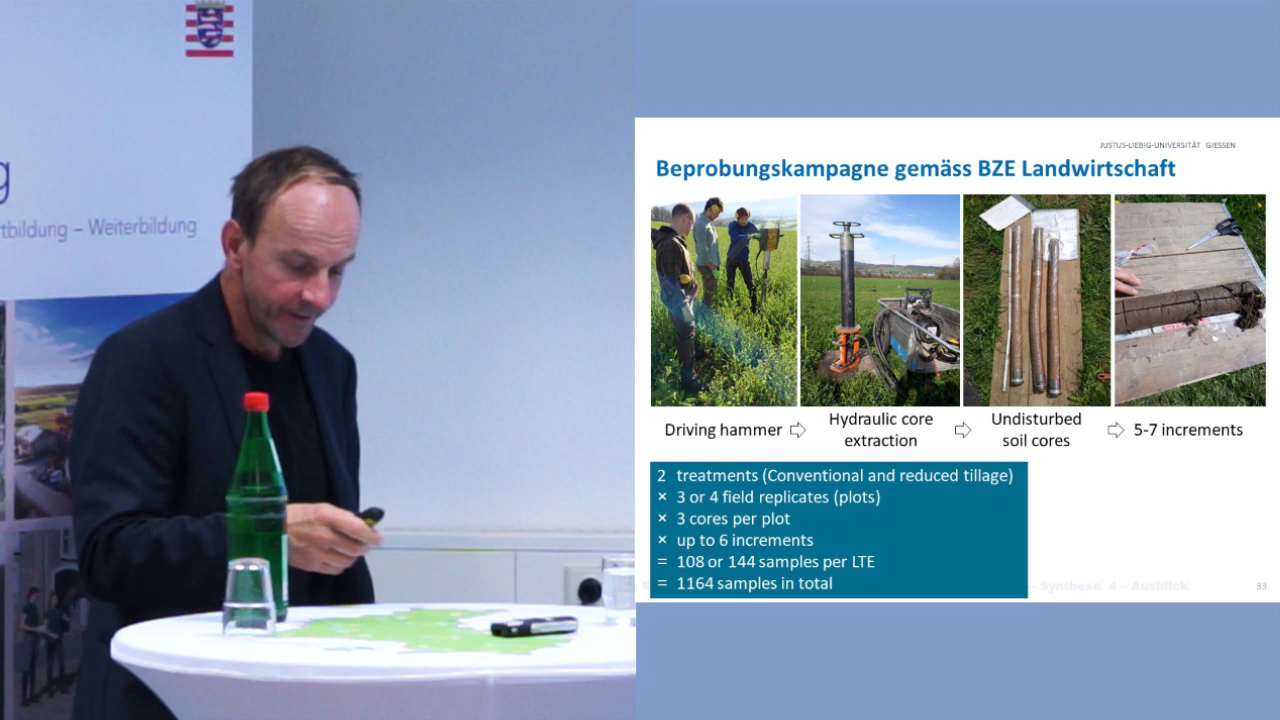 g
tbildung – Weiterbildung
JUSTUS-LIEBIG-UNIVERSITÄT GIESSEN
Beprobungskampagne gemäss BZE Landwirtschaft
Driving hammer
Hydraulic core
extraction
Undisturbed
soil cores
5-7 increments
2 treatments (Conventional and reduced tillage)
× 3 or 4 field replicates (plots)
× 3 cores per plot
× up to 6 increments
= 108 or 144 samples per LTE
= 1164 samples in total
– Synthese 4 – Ausblick
33